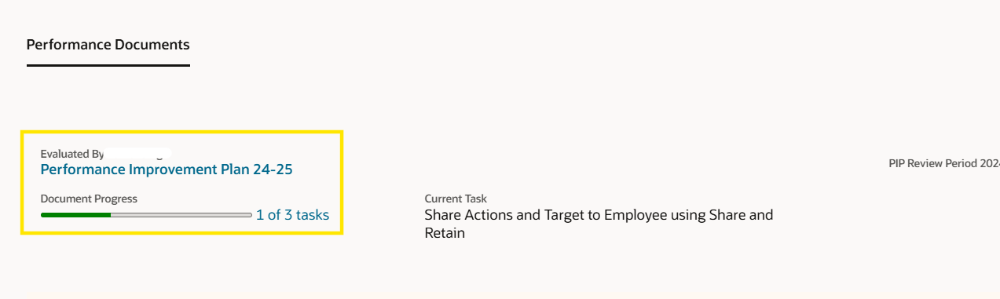 Performance Documents
Evaluated By
Performance Improvement Plan 24-25
PIP Review Period
Document Progress
1 of 3 tasks
Current Task
Share Actions and Target to Employee using Share and
Retain